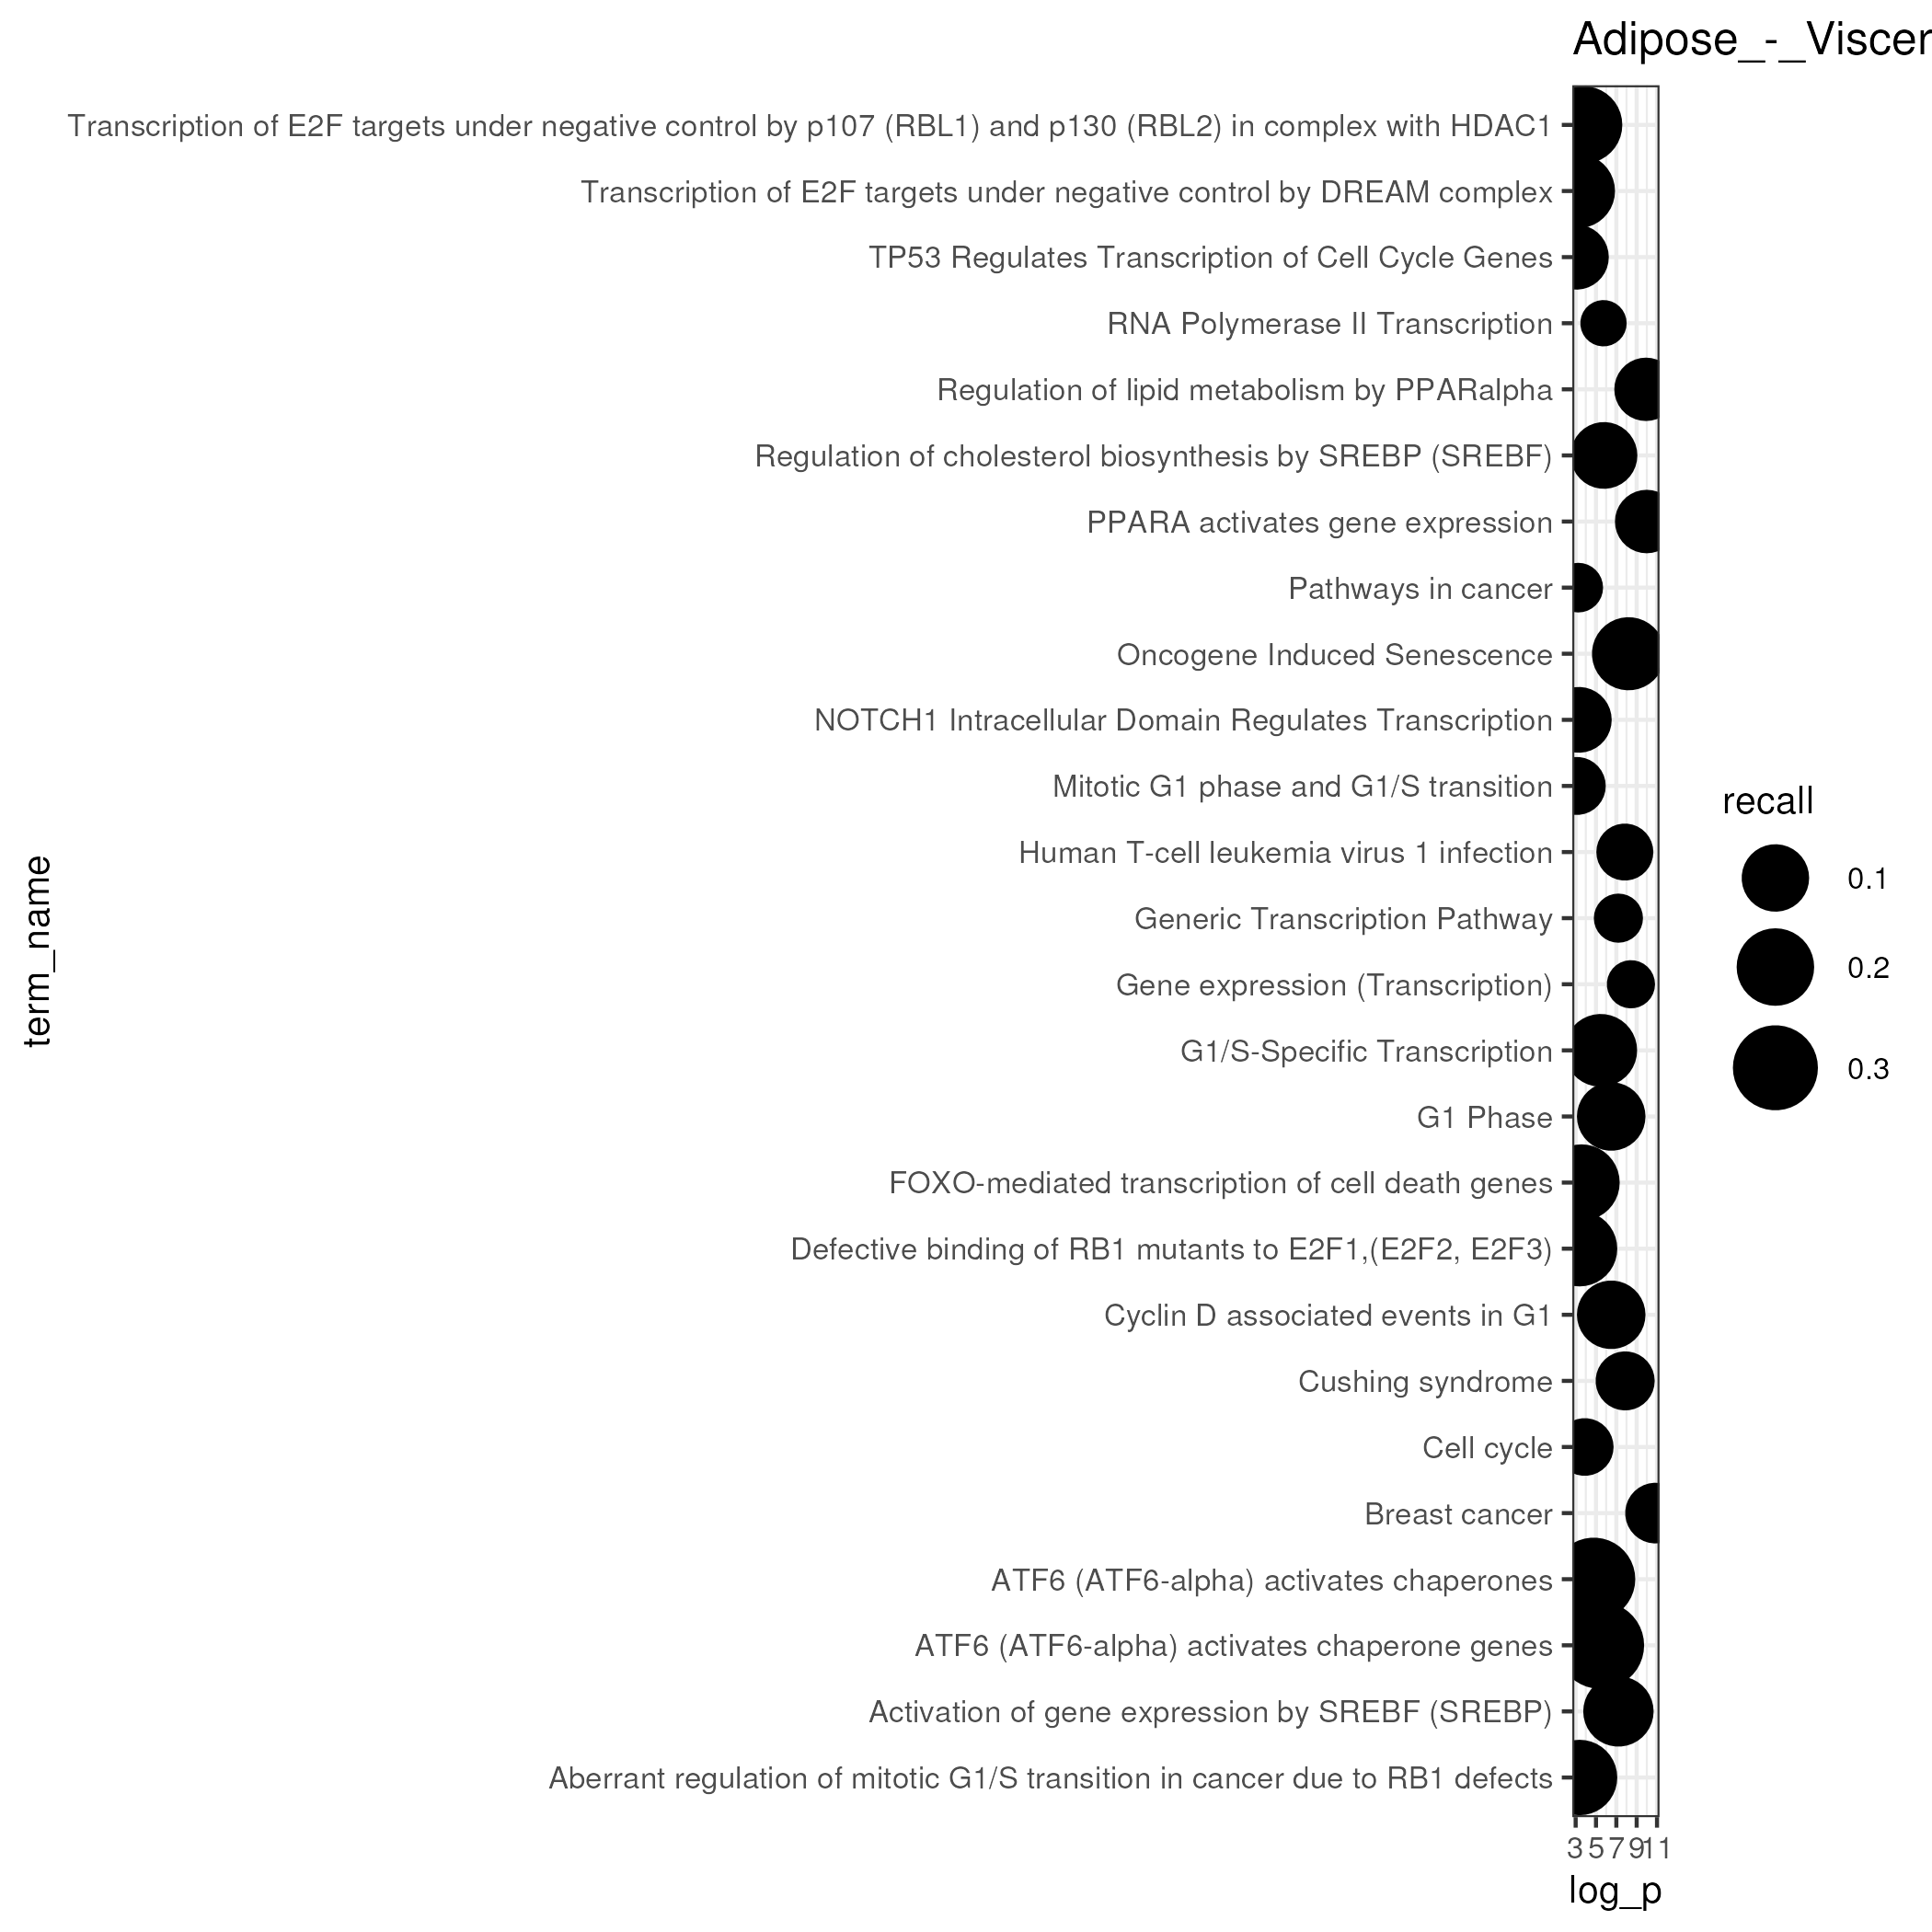 Adipose_-_Viscer
Transcription of E2F targets under negative control by p107 (RBL1) and p130 (RBL2) in complex with HDAC1
Transcription of E2F targets under negative control by DREAM complex
TP53 Regulates Transcription of Cell Cycle Genes
RNA Polymerase II Transcription
Regulation of lipid metabolism by PPARalpha
Regulation of cholesterol biosynthesis by SREBP (SREBF)
PPARA activates gene expression
Pathways in cancer
Oncogene Induced Senescence
NOTCH1 Intracellular Domain Regulates Transcription
Mitotic G1 phase and G1/S transition
Human T-cell leukemia virus 1 infection
Generic Transcription Pathway
Gene expression (Transcription)
G1/S-Specific Transcription
G1 Phase
FOXO-mediated transcription of cell death genes
Defective binding of RB1 mutants to E2F1,(E2F2, E2F3)
Cyclin D associated events in G1
Cushing syndrome
Cell cycle
Breast cancer
ATF6 (ATF6-alpha) activates chaperones
ATF6 (ATF6-alpha) activates chaperone genes
Activation of gene expression by SREBF (SREBP)
Aberrant regulation of mitotic G1/S transition in cancer due to RB1 defects
term_name
3 5 7 9 11
log_p
recall
0.1
0.2
0.3